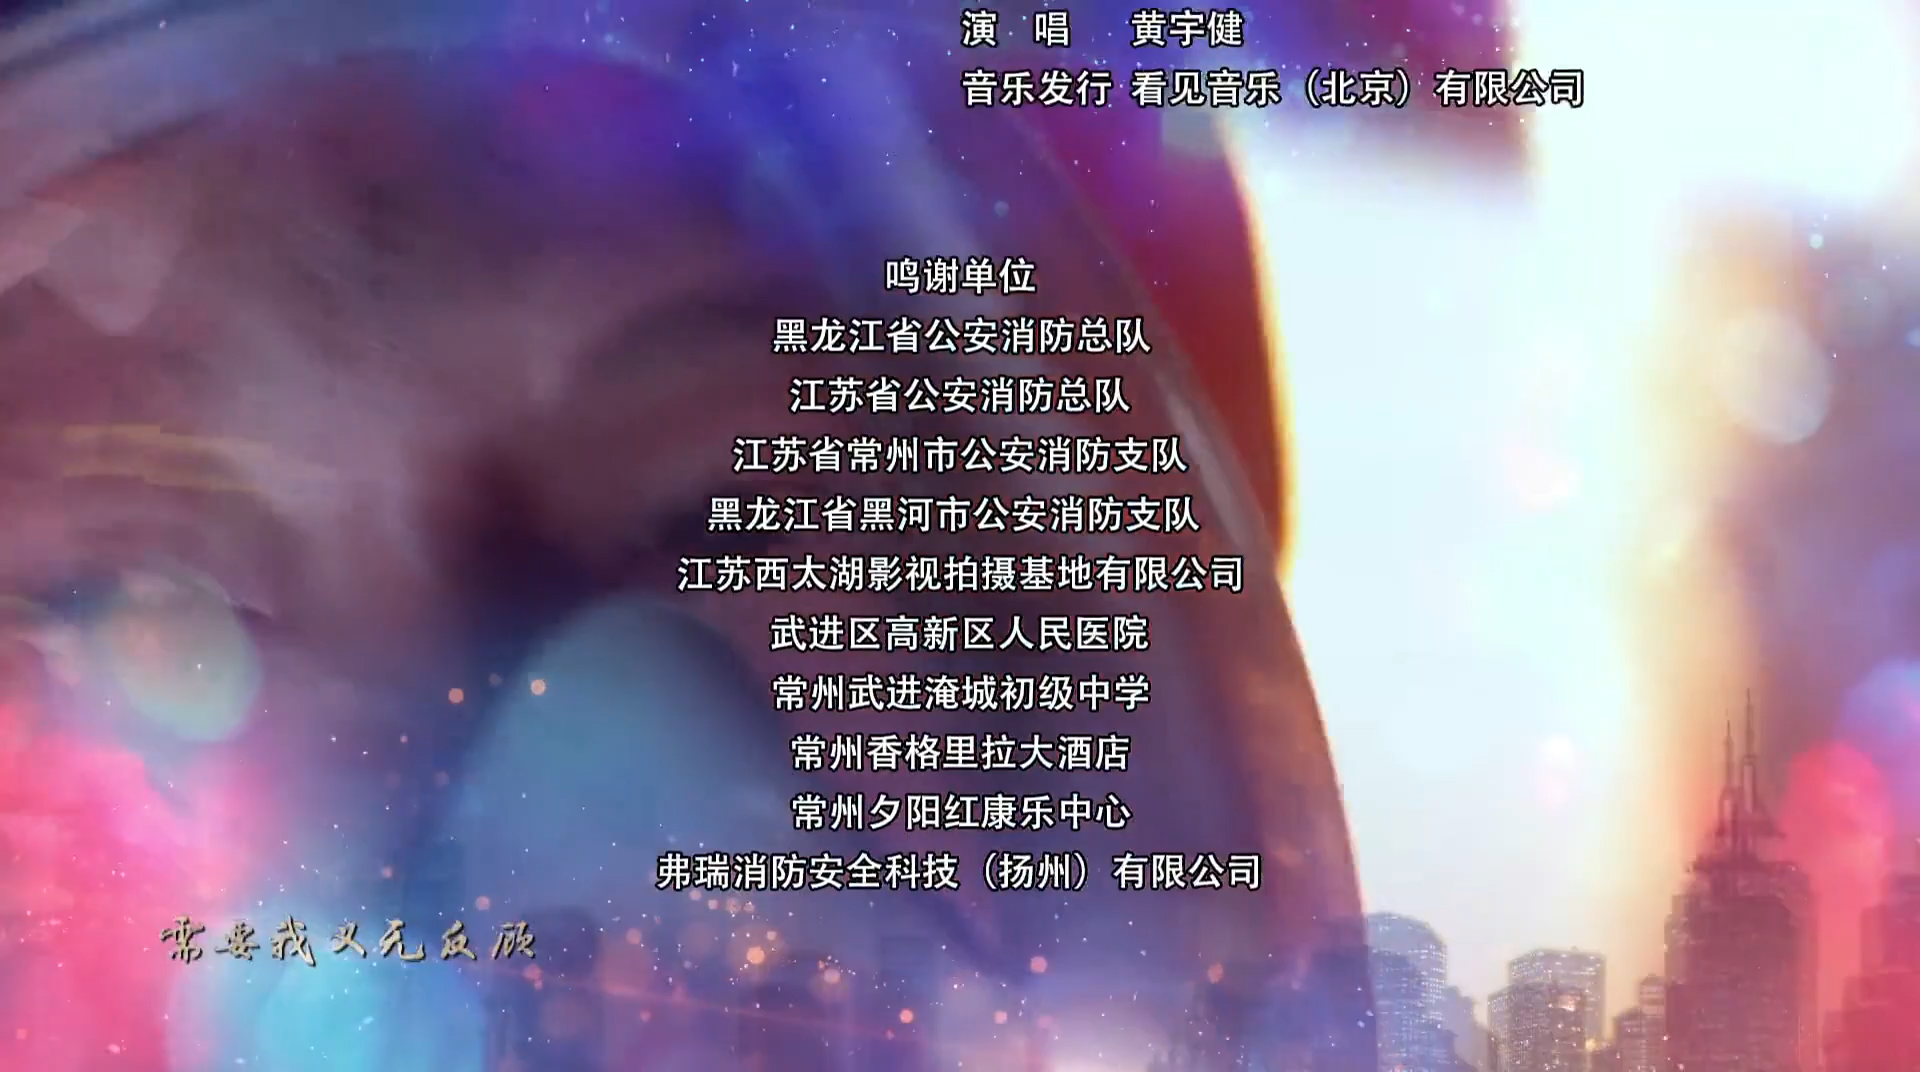 演 唱 黄宇健
音乐发行 看见音乐（北京）有限公司
鸣谢单位
黑龙江省公安消防总队
江苏省公安消防总队
江苏省常州市公安消防支队
黑龙江省黑河市公安消防支队
江苏西太湖影视拍摄基地有限公司
武进区高新区人民医院
常州武进淹城初级中学
常州香格里拉大酒店
常州夕阳红康乐中心
弗瑞消防安全科技（扬州）有限公司
需要我义无反顾